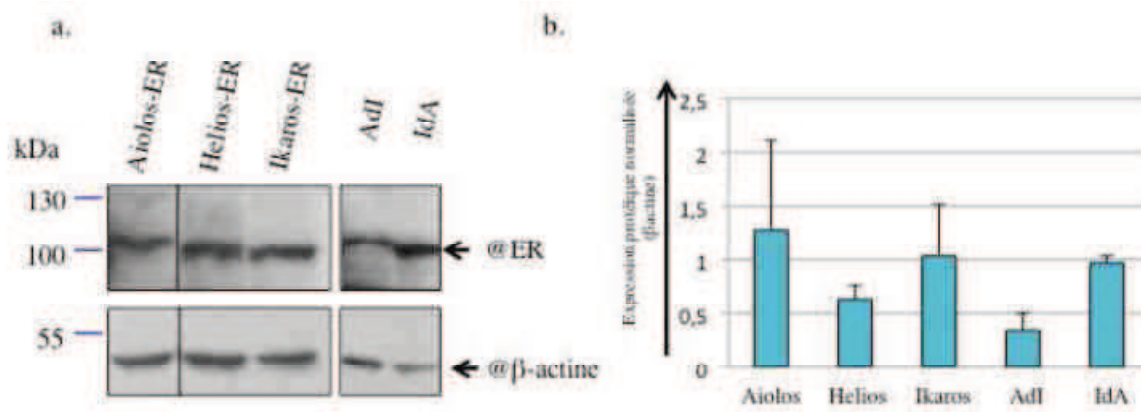 a.
Aiolos-ER
Helios-ER
Ikaros-ER
AdI
IdA
kDa
130
100
@ER
55
@β-actine
b.
Expression protéique normalisée
(βactine)
2,5
2
1,5
1
0,5
0
Aiolos
Helios
Ikaros
AdI
IdA